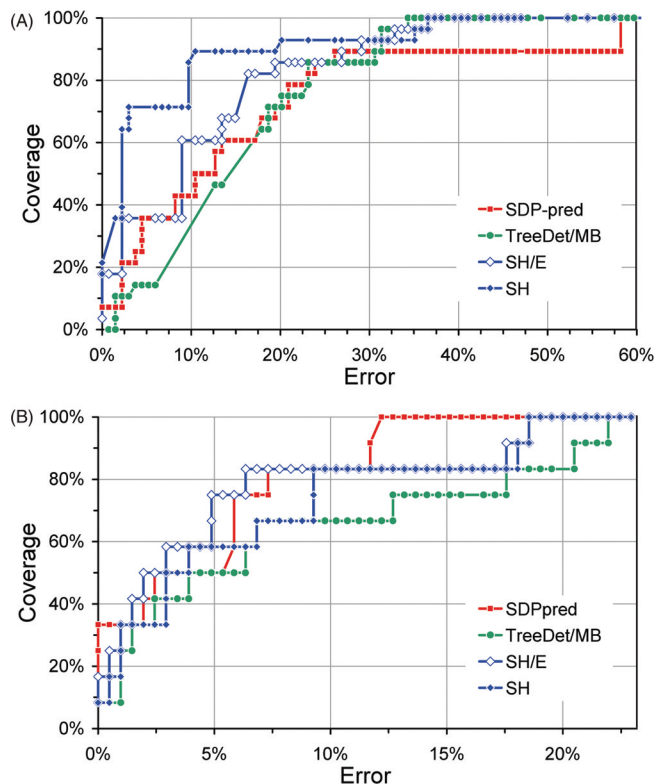 (A)
100%
80%
60%
40%
20%
0%
Coverage
SDP-pred
TreeDet/MB
SH/E
SH
0% 10% 20% 30% 40% 50% 60%
Error
(B)
100%
80%
60%
40%
20%
0%
Coverage
SDPpred
TreeDet/MB
SH/E
SH
0% 5% 10% 15% 20%
Error